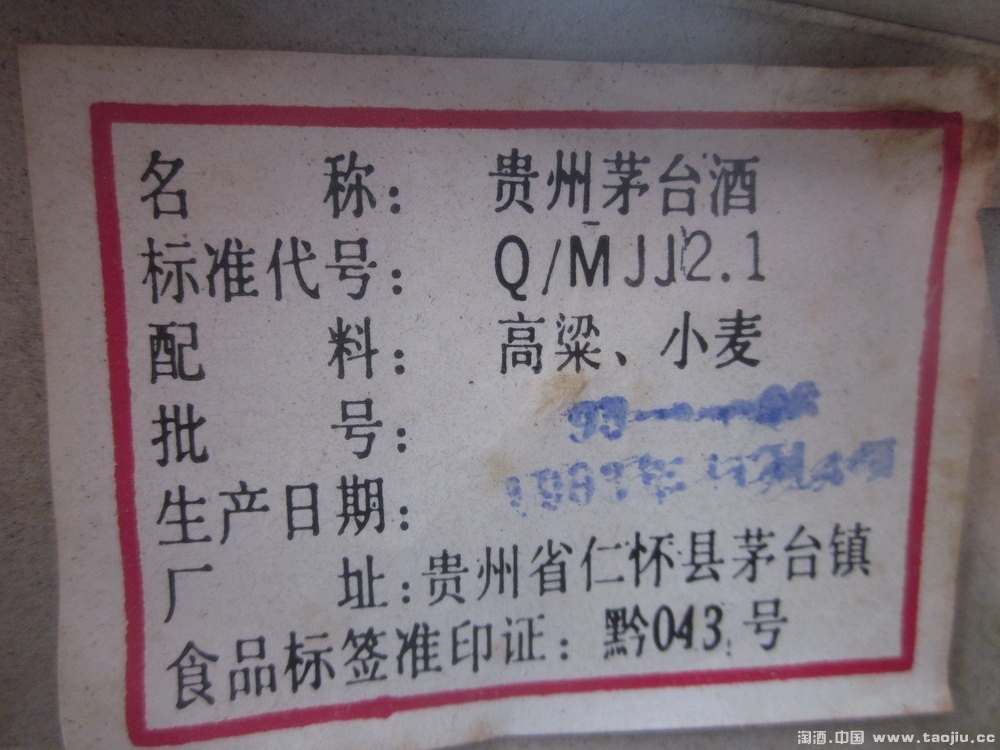 名称：贵州茅台酒
标准代号：Q/MJJ2.1
配料：高粱、小麦
批号：
生产日期：
厂址：贵州省仁怀县茅台镇
食品标签准印证：黔043号
淘酒.中国 www.taojiu.cc